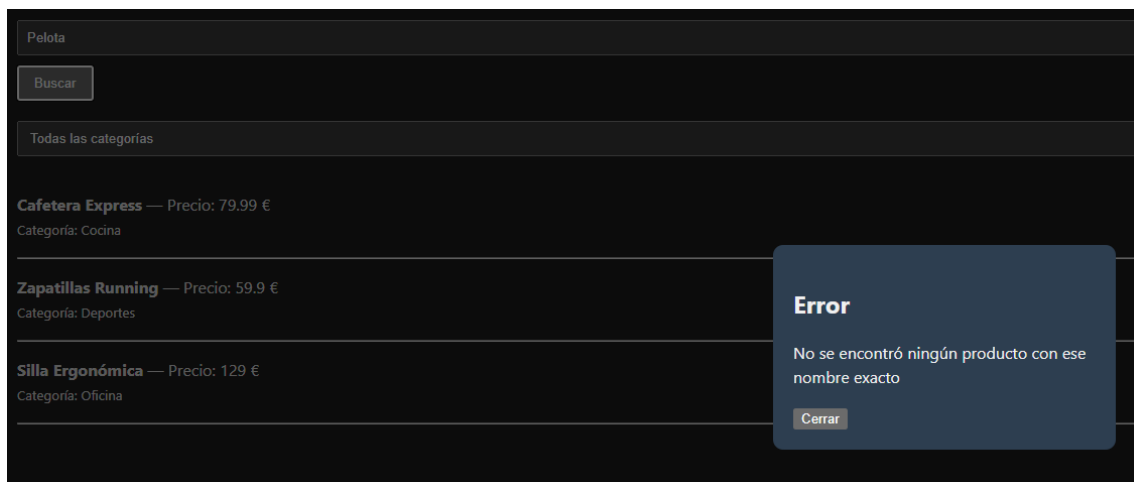 Pelota
Buscar
Todas las categorías
Cafetera Express — Precio: 79.99 €
Categoría: Cocina
Zapatillas Running — Precio: 59.9 €
Categoría: Deportes
Silla Ergonómica — Precio: 129 €
Categoría: Oficina
Error
No se encontró ningún producto con ese
nombre exacto
Cerrar